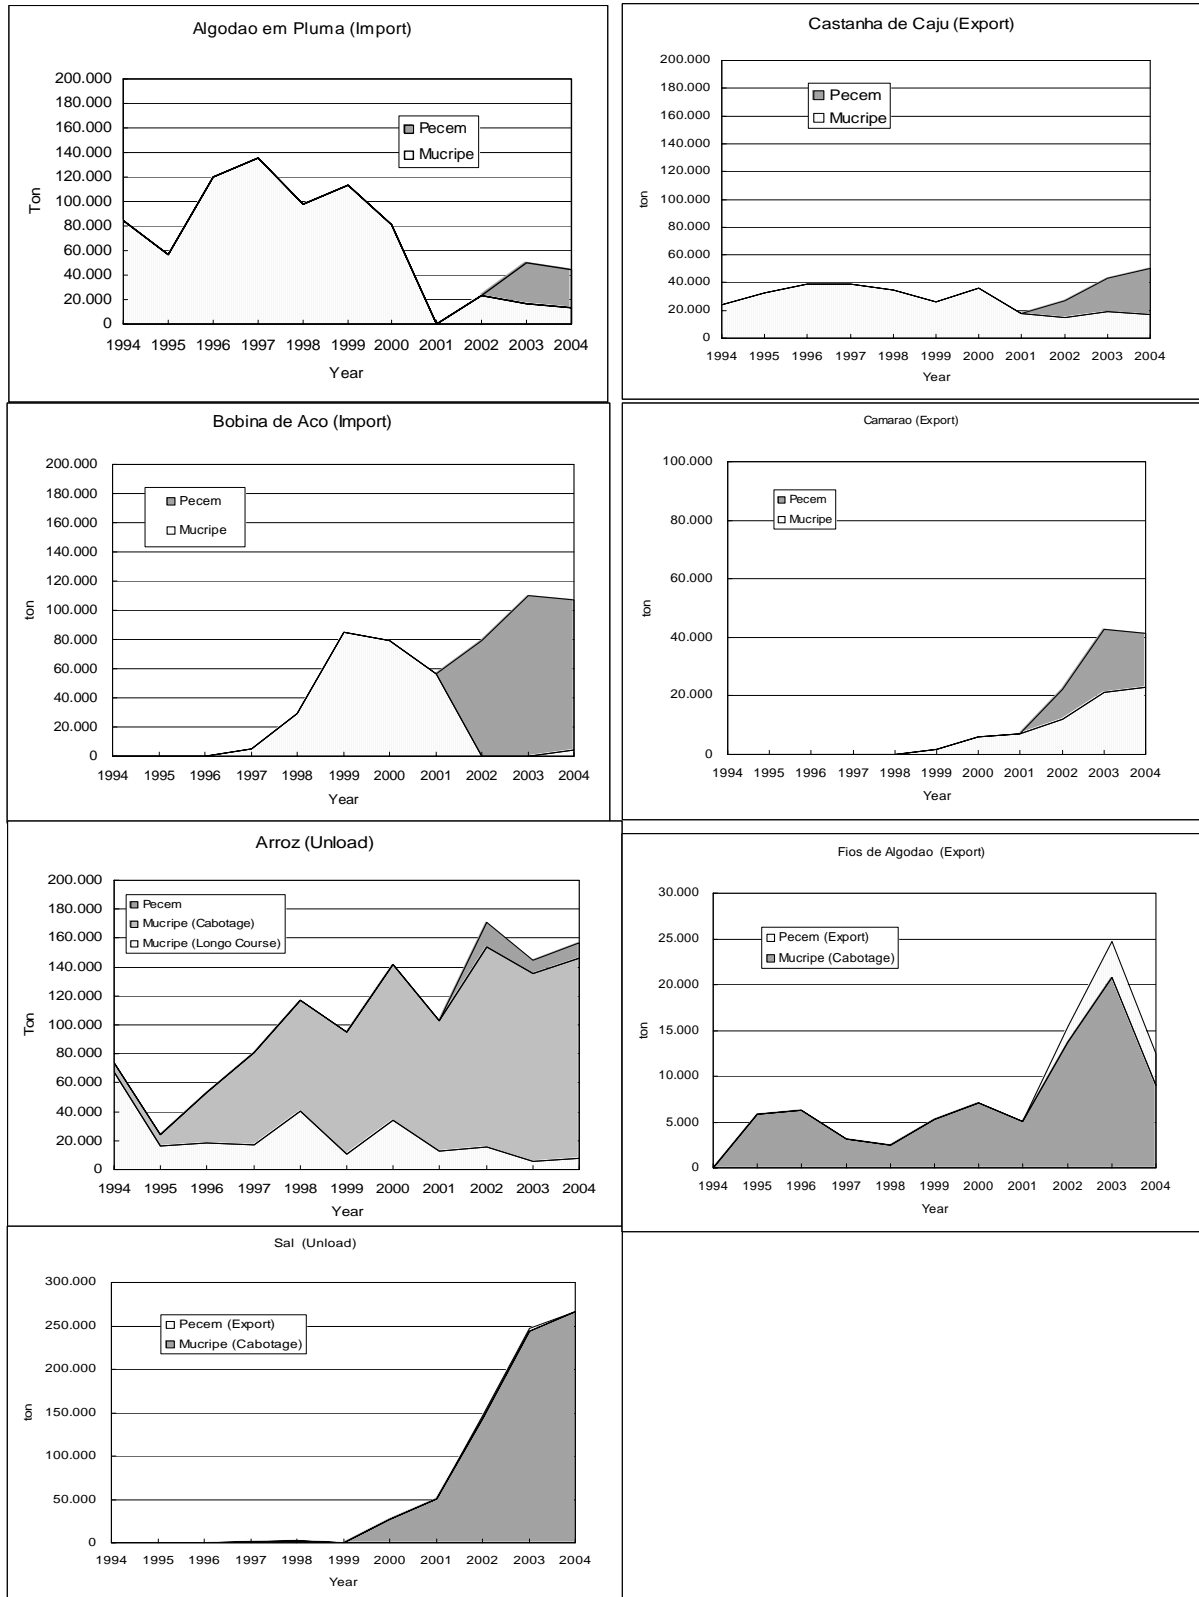 Algodao em Pluma (Import)
200.000
180.000
160.000
140.000
120.000
100.000
80.000
60.000
40.000
20.000
0
Ton
Pecem
Mucripe
1994 1995 1996 1997 1998 1999 2000 2001 2002 2003 2004
Year
Castanha de Caju (Export)
200.000
180.000
160.000
140.000
120.000
100.000
80.000
60.000
40.000
20.000
0
ton
Pecem
Mucripe
1994 1995 1996 1997 1998 1999 2000 2001 2002 2003 2004
Year
Bobina de Aco (Import)
200.000
180.000
160.000
140.000
120.000
100.000
80.000
60.000
40.000
20.000
0
ton
Pecem
Mucripe
1994 1995 1996 1997 1998 1999 2000 2001 2002 2003 2004
Year
Camarao (Export)
100.000
80.000
60.000
40.000
20.000
0
ton
Pecem
Mucripe
1994 1995 1996 1997 1998 1999 2000 2001 2002 2003 2004
Year
Arroz (Unload)
200.000
180.000
160.000
140.000
120.000
100.000
80.000
60.000
40.000
20.000
0
Ton
Pecem
Mucripe (Cabotage)
Mucripe (Longo Course)
1994 1995 1996 1997 1998 1999 2000 2001 2002 2003 2004
Year
Fios de Algodao (Export)
30.000
25.000
20.000
15.000
10.000
5.000
0
ton
Pecem (Export)
Mucripe (Cabotage)
1994 1995 1996 1997 1998 1999 2000 2001 2002 2003 2004
Year
Sal (Unload)
300.000
250.000
200.000
150.000
100.000
50.000
0
ton
Pecem (Export)
Mucripe (Cabotage)
1994 1995 1996 1997 1998 1999 2000 2001 2002 2003 2004
Year